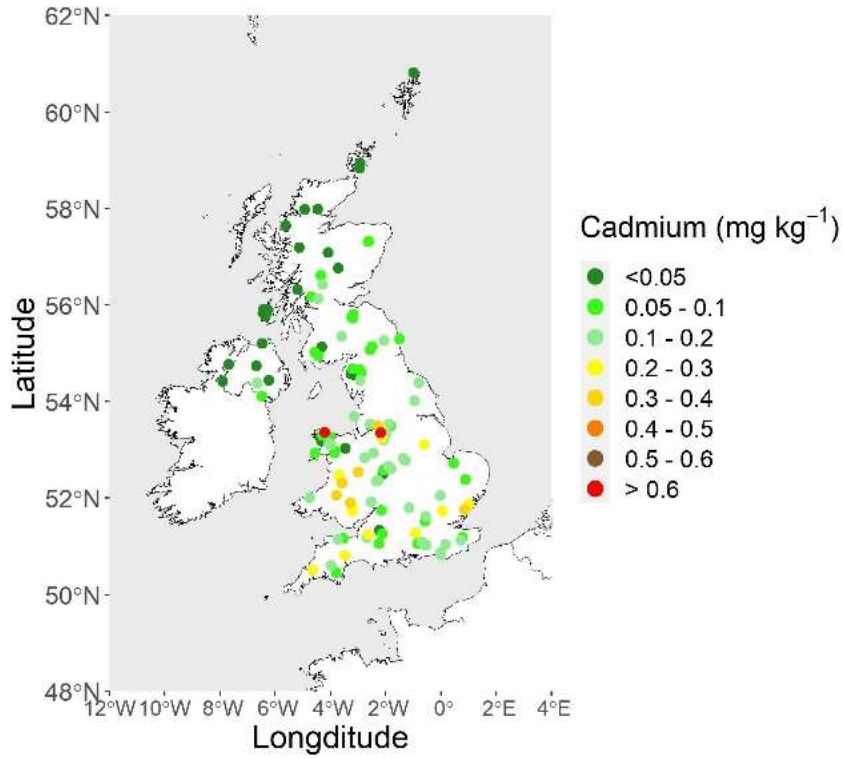 62°N
60°N
58°N
56°N
54°N
52°N
50°N
48°N
Latitude
12°W 10°W 8°W 6°W 4°W 2°W 0° 2°E 4°E
Longditude
Cadmium (mg kg⁻¹)
<0.05
0.05 - 0.1
0.1 - 0.2
0.2 - 0.3
0.3 - 0.4
0.4 - 0.5
0.5 - 0.6
> 0.6